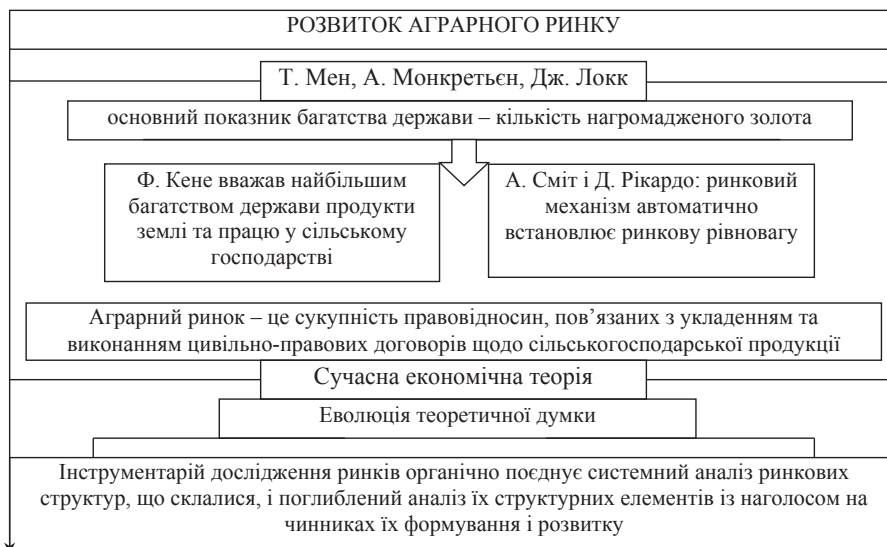 РОЗВИТОК АГРАРНОГО РИНКУ
Т. Мен, А. Монкретьєн, Дж. Локк
основний показник багатства держави – кількість нагромадженого золота
Ф. Кене вважав найбільшим
багатством держави продукти
землі та працю у сільському
господарстві
А. Сміт і Д. Рікардо: ринковий
механізм автоматично
встановлює ринкову рівновагу
Аграрний ринок – це сукупність правовідносин, пов’язаних з укладенням та
виконанням цивільно-правових договорів щодо сільськогосподарської продукції
Сучасна економічна теорія
Еволюція теоретичної думки
Інструментарій дослідження ринків органічно поєднує системний аналіз ринкових
структур, що склалися, і поглиблений аналіз їх структурних елементів із наголосом на
чинниках їх формування і розвитку